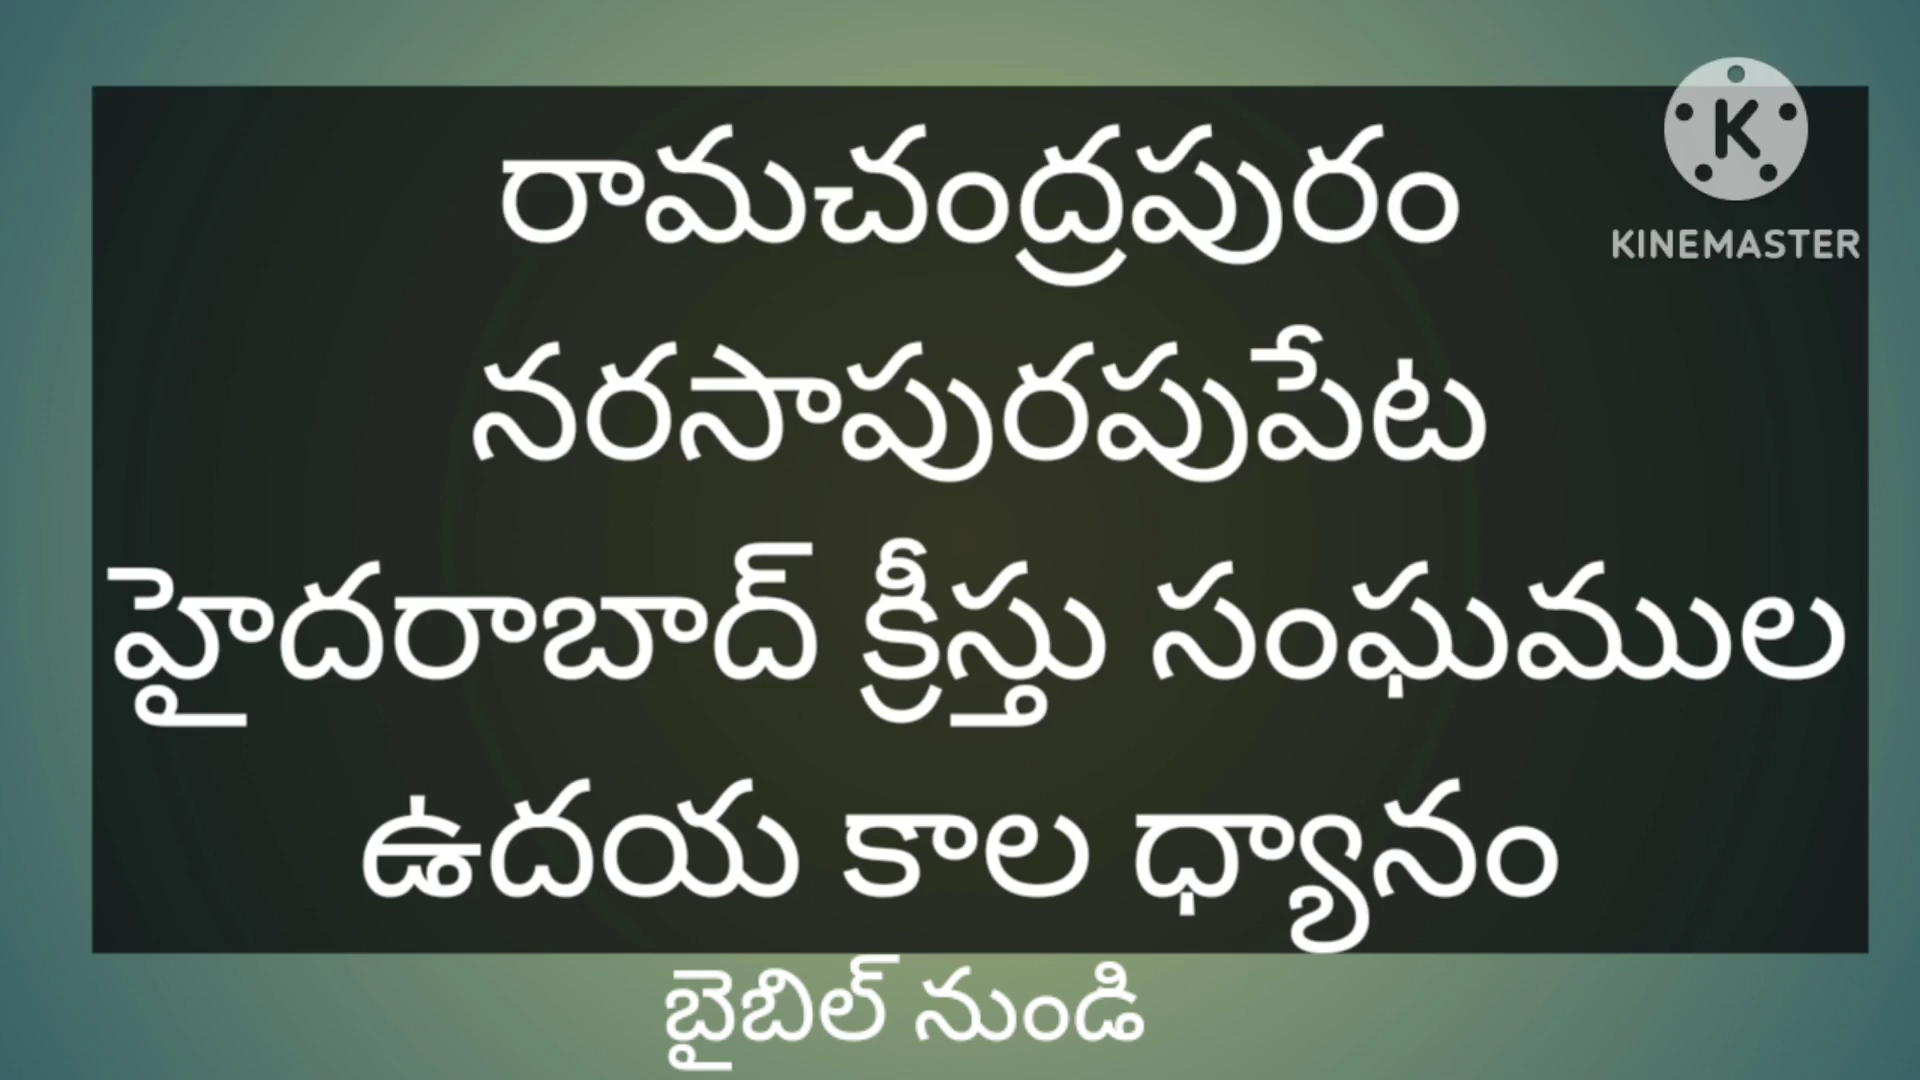 రామచంద్రపురం
K
KINEMASTER
నరసాపురపుపేట
హైదరాబాద్ క్రీస్తు సంఘముల
ఉదయ కాల ధ్యానం
బైబిల్ నుండి